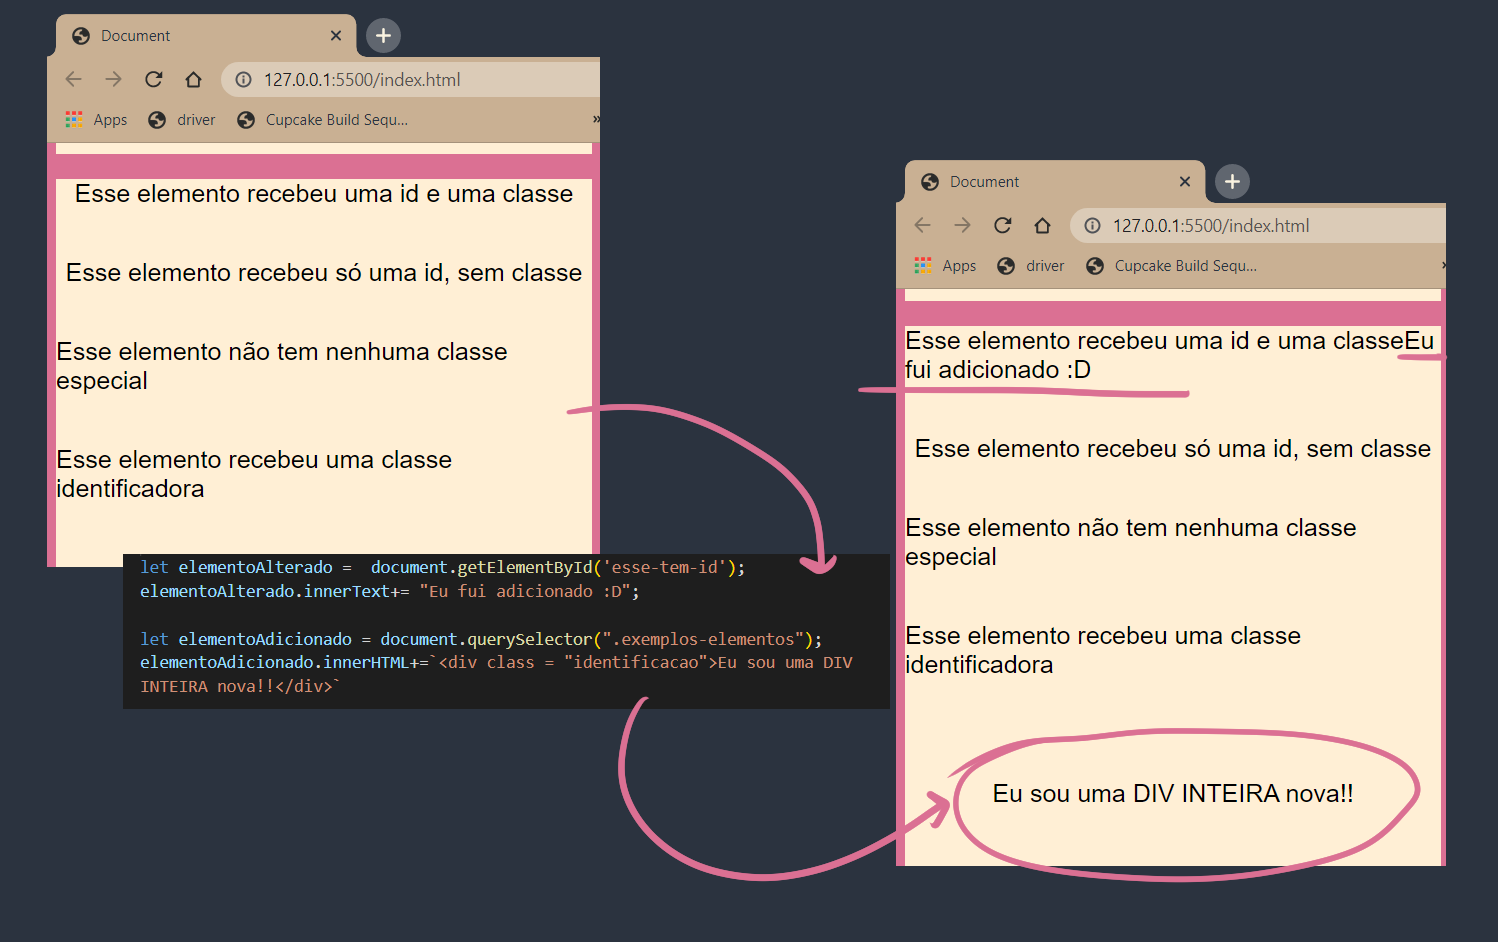 Document
127.0.0.1:5500/index.html
Apps driver Cupcake Build Sequ...
»
Esse elemento recebeu uma id e uma classe
Esse elemento recebeu só uma id, sem classe
Esse elemento não tem nenhuma classe
especial
Esse elemento recebeu uma classe
identificadora
let elementoAlterado =  document.getElementById('esse-tem-id');
elementoAlterado.innerText+= "Eu fui adicionado :D";
let elementoAdicionado = document.querySelector(".exemplos-elementos");
elementoAdicionado.innerHTML+=`<div class = "identificacao">Eu sou uma DIV
INTEIRA nova!!</div>`
Document
127.0.0.1:5500/index.html
Apps driver Cupcake Build Sequ...
Esse elemento recebeu uma id e uma classeEu
fui adicionado :D
Esse elemento recebeu só uma id, sem classe
Esse elemento não tem nenhuma classe
especial
Esse elemento recebeu uma classe
identificadora
Eu sou uma DIV INTEIRA nova!!